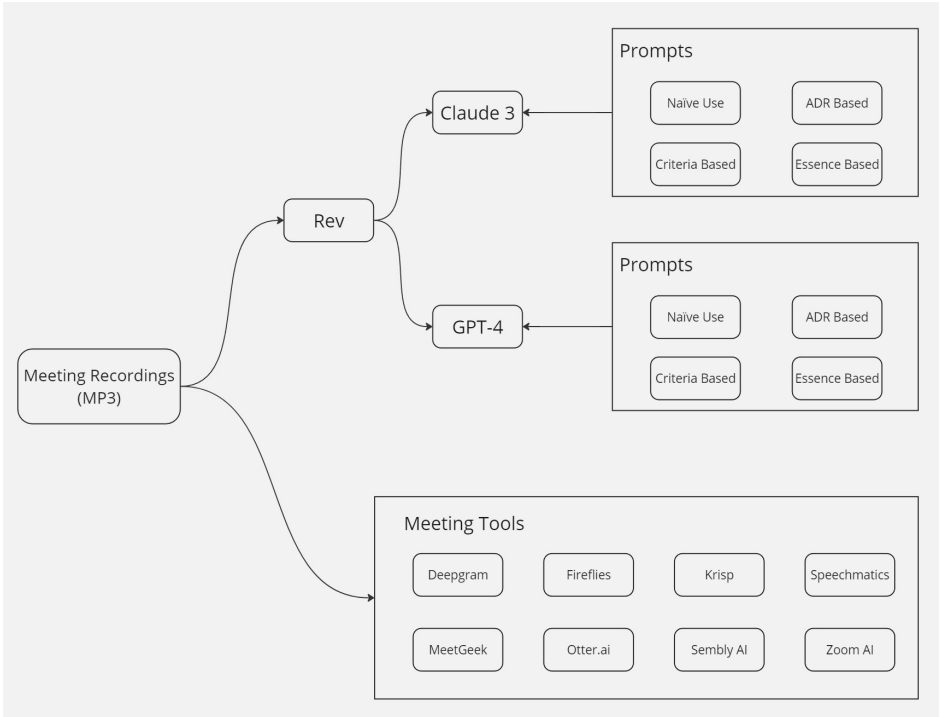 Prompts
Naïve Use
ADR Based
Claude 3
Criteria Based
Essence Based
Rev
Prompts
Naïve Use
ADR Based
GPT-4
Criteria Based
Essence Based
Meeting Recordings
(MP3)
Meeting Tools
Deepgram
Fireflies
Krisp
Speechmatics
MeetGeek
Otter.ai
Sembly AI
Zoom AI